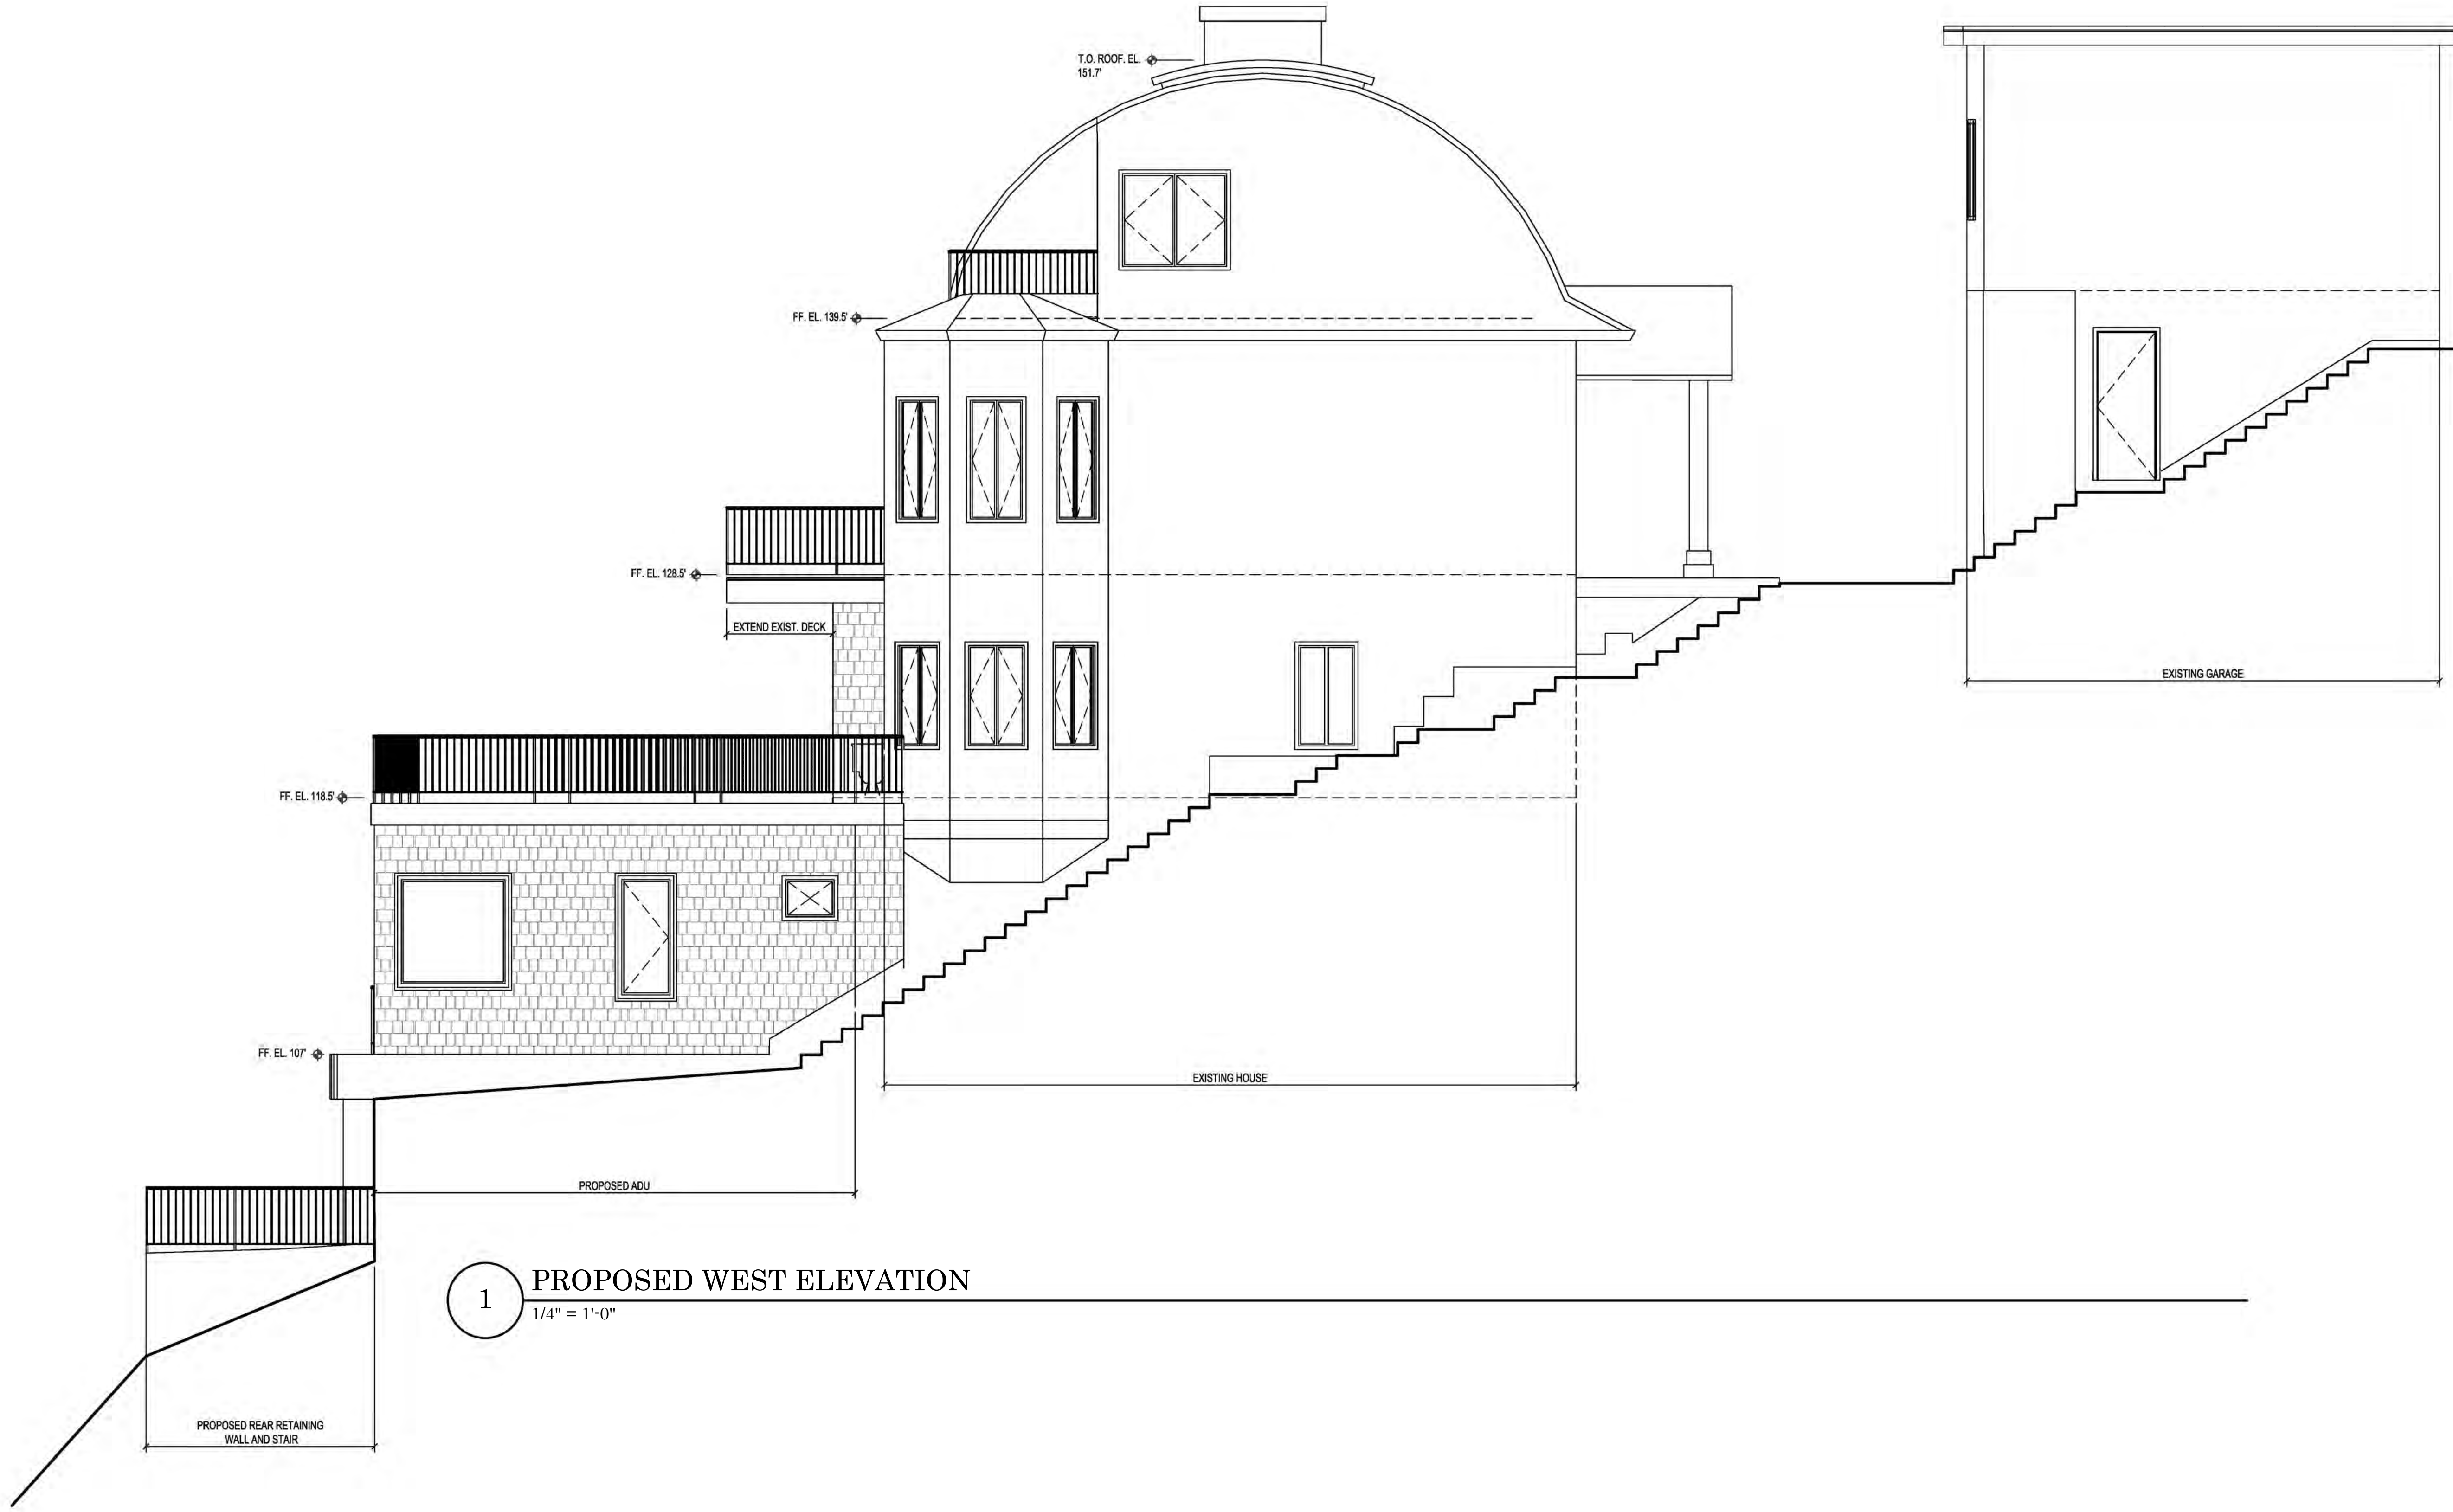 T.O. ROOF. EL.
151.7'
FF. EL. 139.5'
FF. EL. 128.5'
EXTEND EXIST. DECK
EXISTING GARAGE
FF. EL. 118.5'
FF. EL. 107'
EXISTING HOUSE
PROPOSED ADU
1
PROPOSED WEST ELEVATION
1/4" = 1'-0"
PROPOSED REAR RETAINING
WALL AND STAIR